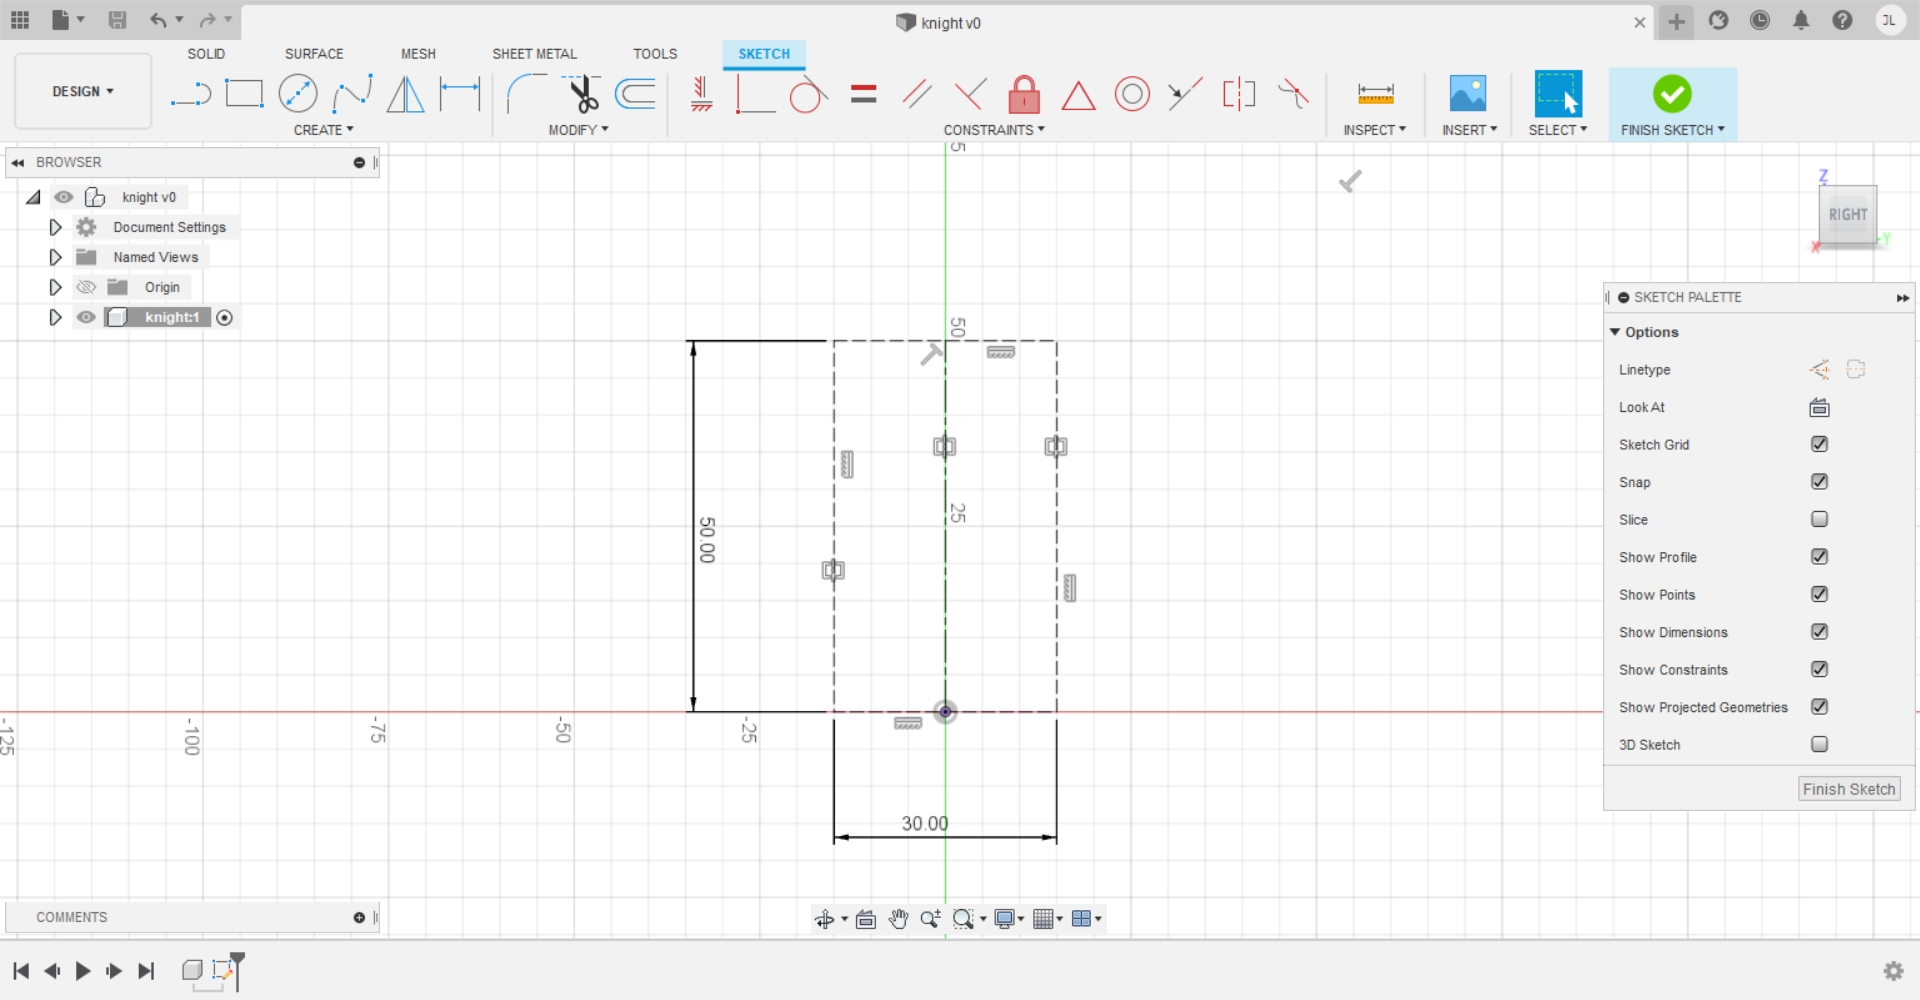 knight v0
JL
SOLID
SURFACE
MESH
SHEET METAL
TOOLS
SKETCH
DESIGN
CREATE
MODIFY
CONSTRAINTS
INSPECT
INSERT
SELECT
FINISH SKETCH
BROWSER
knight v0
Document Settings
Named Views
Origin
knight:1
Z
RIGHT
X
Y
SKETCH PALETTE
Options
Linetype
Look At
Sketch Grid
Snap
Slice
Show Profile
Show Points
Show Dimensions
Show Constraints
Show Projected Geometries
3D Sketch
Finish Sketch
50
25
50.00
-125
-100
-75
-50
-25
30.00
COMMENTS